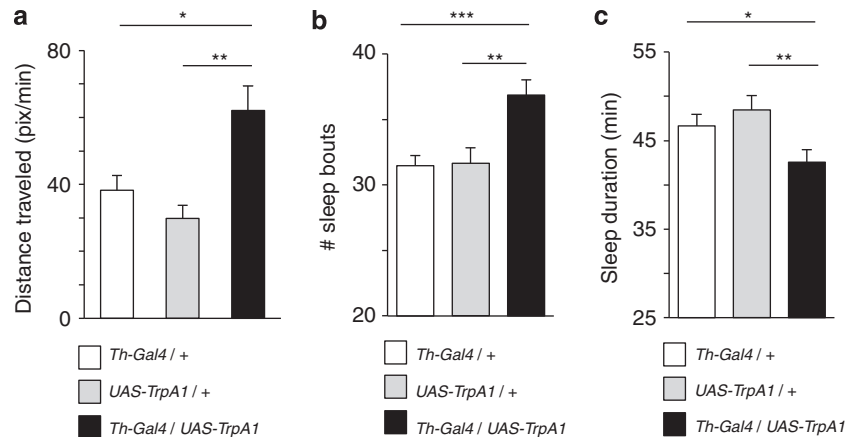 a
*
**
80
40
0
Distance traveled (pix/min)
Th-Gal4 / +
UAS-TrpA1 / +
Th-Gal4 / UAS-TrpA1
b
***
**
40
30
20
# sleep bouts
Th-Gal4 / +
UAS-TrpA1 / +
Th-Gal4 / UAS-TrpA1
c
*
**
55
45
35
25
Sleep duration (min)
Th-Gal4 / +
UAS-TrpA1 / +
Th-Gal4 / UAS-TrpA1